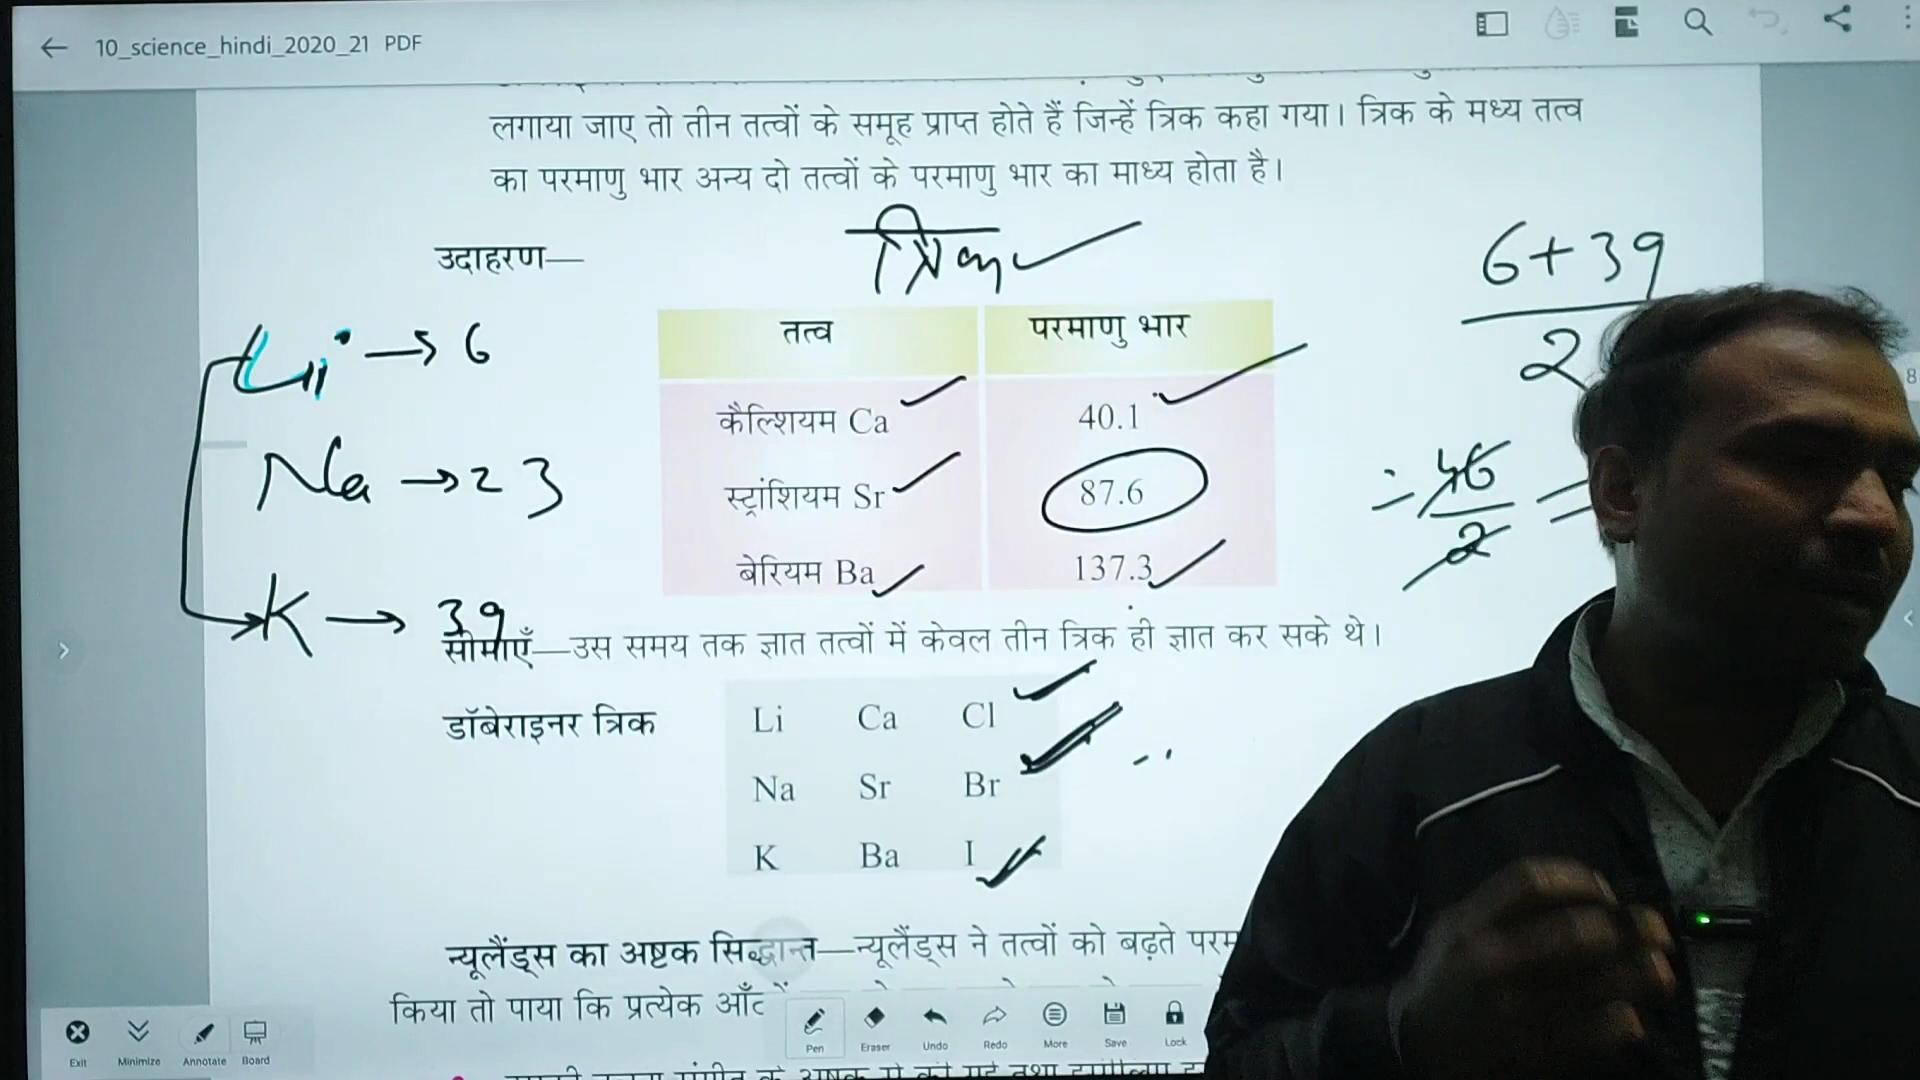 10_science_hindi_2020_21 PDF
लगाया जाए तो तीन तत्वों के समूह प्राप्त होते हैं जिन्हें त्रिक कहा गया। त्रिक के मध्य तत्व
का परमाणु भार अन्य दो तत्वों के परमाणु भार का माध्य होता है।
उदाहरण—
त्रिक
6+39
2
= 46
2
=
Li → 6
Na → 23
K → 39
तत्व परमाणु भार
कैल्शियम Ca 40.1
स्ट्रांशियम Sr 87.6
बेरियम Ba 137.3
सीमाएँ—उस समय तक ज्ञात तत्वों में केवल तीन त्रिक ही ज्ञात कर सके थे।
डॉबेराइनर त्रिक
Li Ca Cl
Na Sr Br
K Ba I
न्यूलैंड्स का अष्टक सिद्धान्त—न्यूलैंड्स ने तत्वों को बढ़ते
किया तो पाया कि प्रत्येक
8
Exit Minimize Annotate Board
Pen Eraser Undo Redo More Save Lock